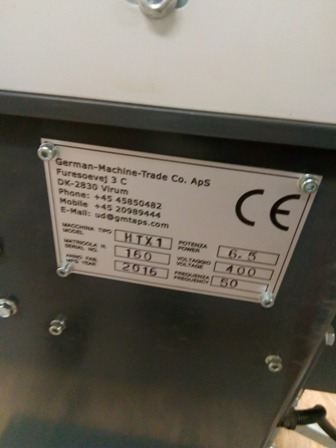 German-Machine-Trade Co. ApS
Furesoevej 3 C
DK-2830 Virum
Phone: +45 45850482
Mobile +45 20989444
E-Mail: ud@gmtaps.com
CE
MACCHINA TIPO
MODEL
HTX1
POTENZA
POWER
6.5
MATRICOLA N.
SERIAL NO.
160
VOLTAGGIO
VOLTAGE
400
ANNO FAB.
MFG YEAR
2016
FREQUENZA
FREQUENCY
50